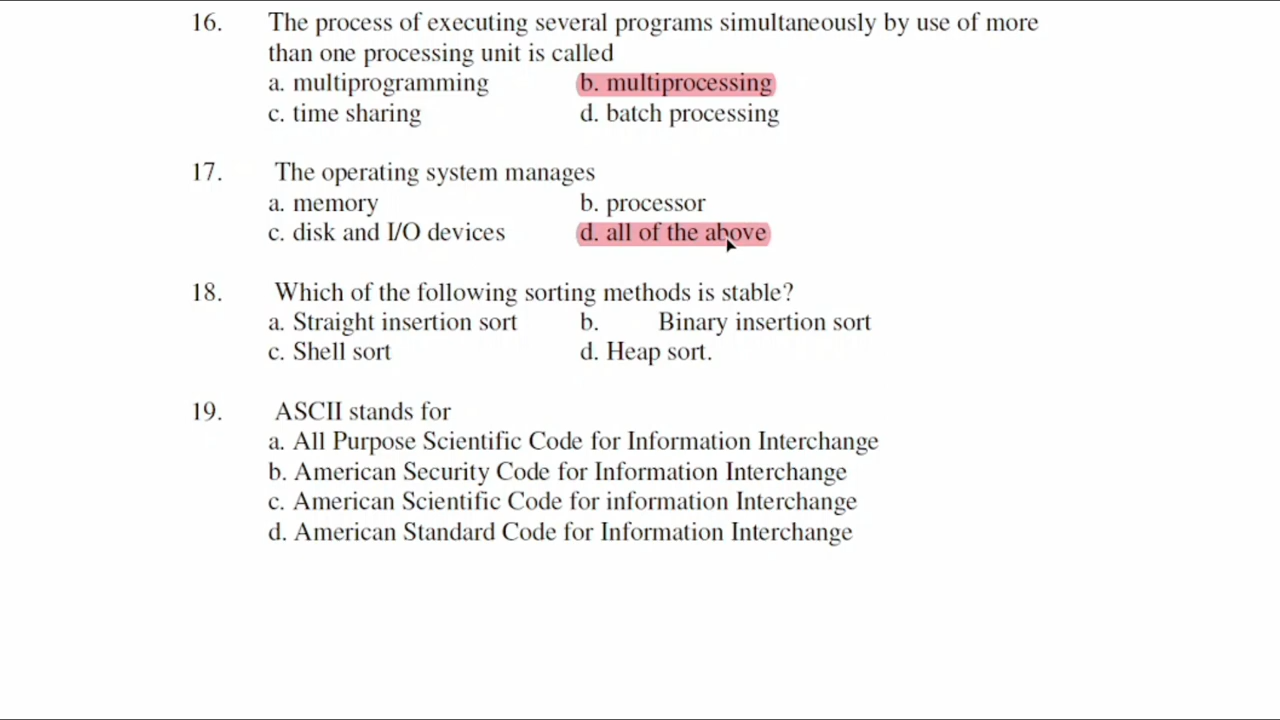 16. The process of executing several programs simultaneously by use of more
than one processing unit is called
a. multiprogramming b. multiprocessing
c. time sharing d. batch processing
17. The operating system manages
a. memory b. processor
c. disk and I/O devices d. all of the above
18. Which of the following sorting methods is stable?
a. Straight insertion sort b. Binary insertion sort
c. Shell sort d. Heap sort.
19. ASCII stands for
a. All Purpose Scientific Code for Information Interchange
b. American Security Code for Information Interchange
c. American Scientific Code for information Interchange
d. American Standard Code for Information Interchange